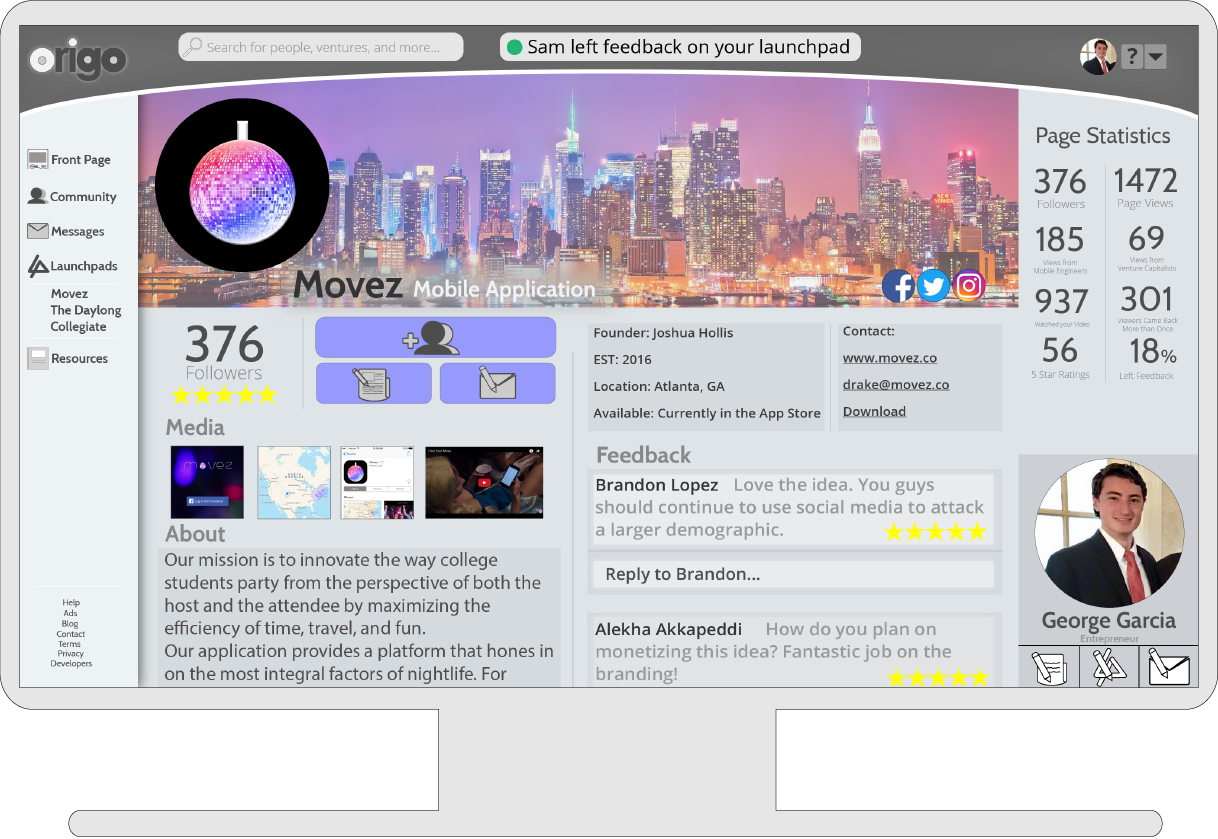 origo
Search for people, ventures, and more...
Sam left feedback on your launchpad
?
Front Page
Community
Messages
Launchpads
Movez
The Daylong
Collegiate
Resources
Help
Ads
Blog
Contact
Terms
Privacy
Developers
Movez Mobile Application
376
Followers
Media
movez
About
Our mission is to innovate the way college
students party from the perspective of both the
host and the attendee by maximizing the
efficiency of time, travel, and fun.
Our application provides a platform that hones in
on the most integral factors of nightlife. For
Founder: Joshua Hollis
EST: 2016
Location: Atlanta, GA
Available: Currently in the App Store
Contact:
www.movez.co
drake@movez.co
Download
Feedback
Brandon Lopez Love the idea. You guys
should continue to use social media to attack
a larger demographic.
Reply to Brandon...
Alekha Akkapeddi How do you plan on
monetizing this idea? Fantastic job on the
branding!
Page Statistics
376
Followers
1472
Page Views
185
Views from
Mobile Engineers
69
Views from
Venture Capitalists
937
Watched your Video
301
Viewers Came Back
More than Once
56
5 Star Ratings
18%
Left Feedback
George Garcia
Entrepreneur